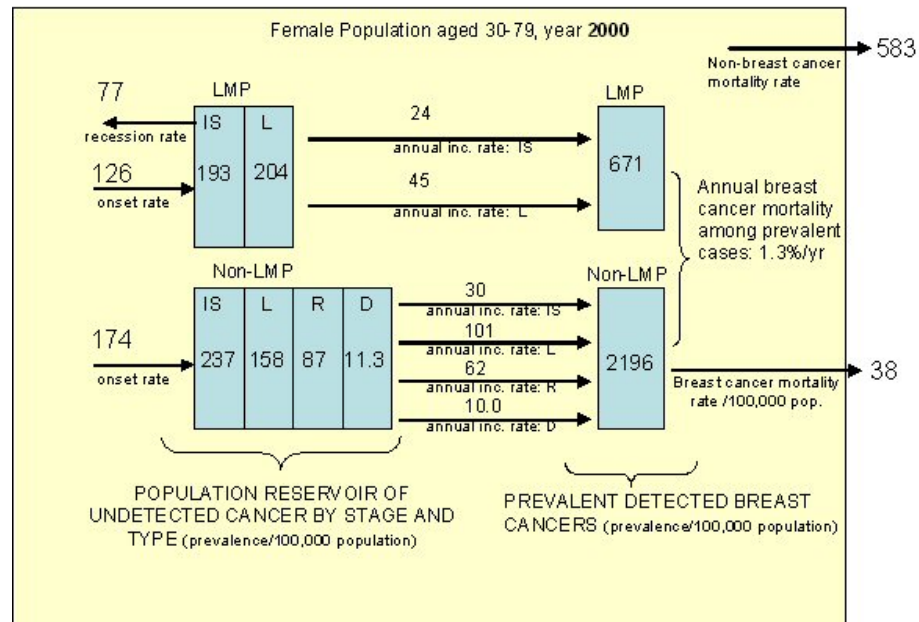 Female Population aged 30-79, year 2000
583
Non-breast cancer
mortality rate
77
recession rate
126
onset rate
LMP
IS L
193 204
24
annual inc. rate: IS
45
annual inc. rate: L
LMP
671
Annual breast
cancer mortality
among prevalent
cases: 1.3%/yr
Non-LMP
IS L R D
237 158 87 11.3
174
onset rate
30
annual inc. rate: IS
101
annual inc. rate: L
62
annual inc. rate: R
10.0
annual inc. rate: D
Non-LMP
2196
38
Breast cancer mortality
rate /100,000 pop.
POPULATION RESERVOIR OF
UNDETECTED CANCER BY STAGE AND
TYPE (prevalence/100,000 population)
PREVALENT DETECTED BREAST
CANCERS (prevalence/100,000 population)